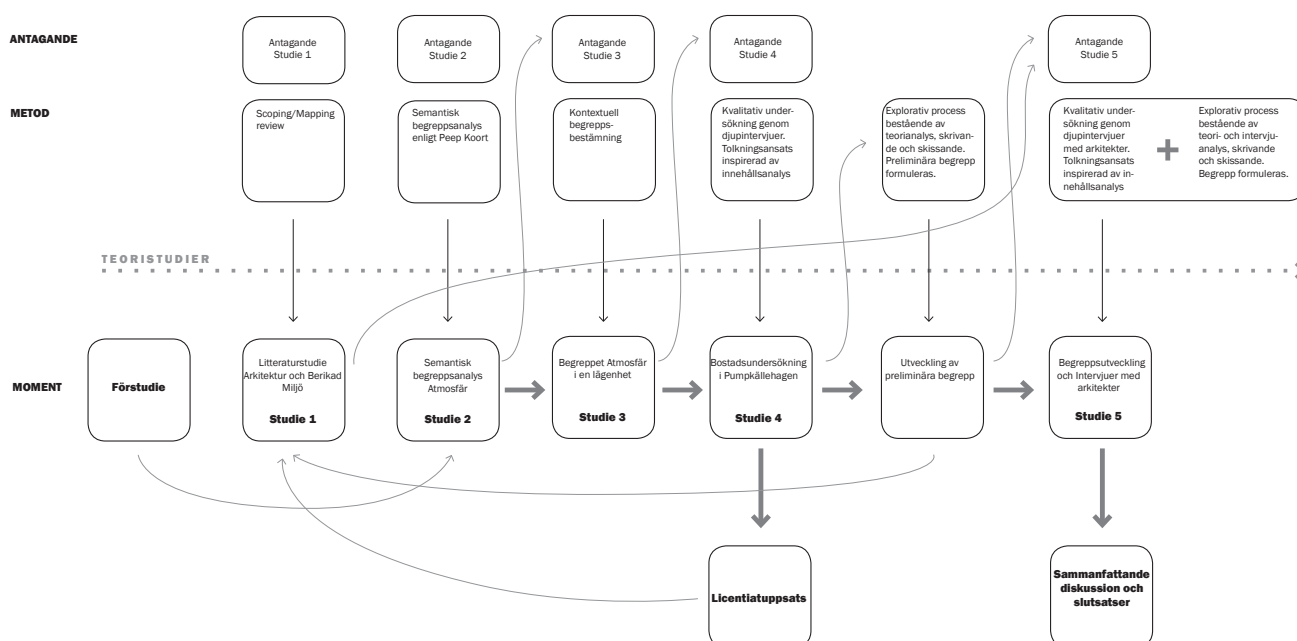 ANTAGANDE
Antagande
Studie 1
Antagande
Studie 2
Antagande
Studie 3
Antagande
Studie 4
Antagande
Studie 5
METOD
Scoping/Mapping
review
Semantisk
begreppsanalys
enligt Peep Koort
Kontextuell
begrepps-
bestämning
Kvalitativ under-
sökning genom
djupintervjuer.
Tolkningsansats
inspirerad av
innehållsanalys
Explorativ process
bestående av
teorianalys, skrivan-
de och skissande.
Preliminära begrepp
formuleras.
Kvalitativ under-
sökning genom
djupintervjuer
med arkitekter.
Tolkningsansats
inspirerad av in-
nehållsanalys
+
Explorativ process
bestående av
teori- och intervju-
analys, skrivande
och skissande.
Begrepp formuleras.
TEORISTUDIER
MOMENT
Förstudie
Litteraturstudie
Arkitektur och Berikad
Miljö
Studie 1
Semantisk
begreppsanalys
Atmosfär
Studie 2
Begreppet Atmosfär
i en lägenhet
Studie 3
Bostadsundersökning
i Pumpkällehagen
Studie 4
Utveckling av
preliminära begrepp
Begreppsutveckling
och Intervjuer med
arkitekter
Studie 5
Licentiatuppsats
Sammanfattande
diskussion och
slutsatser